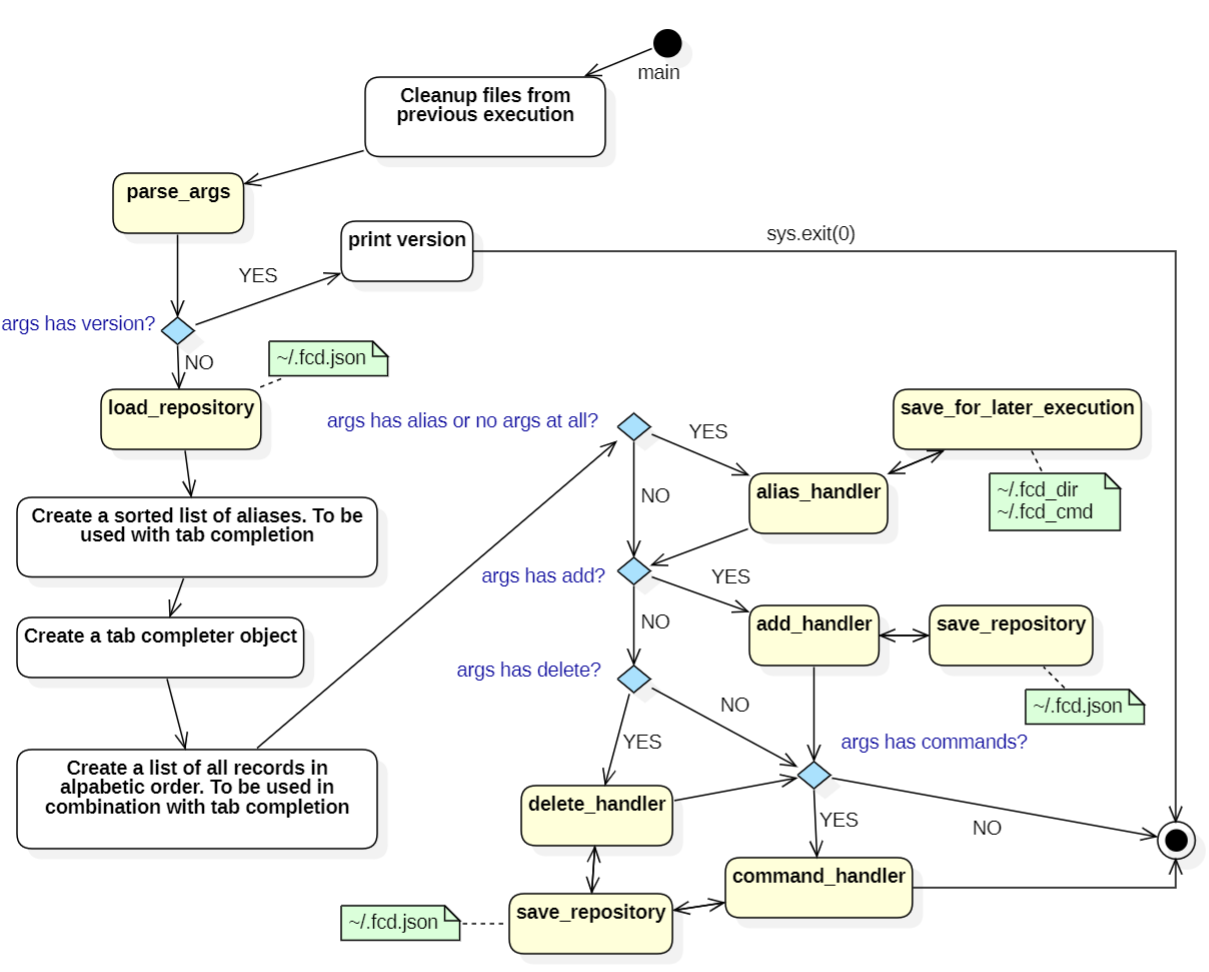 main
Cleanup files from
previous execution
parse_args
print version
sys.exit(0)
YES
args has version?
NO
~/.fcd.json
load_repository
args has alias or no args at all?
YES
save_for_later_execution
NO
alias_handler
~/.fcd_dir
~/.fcd_cmd
Create a sorted list of aliases. To be
used with tab completion
args has add?
YES
NO
add_handler
save_repository
Create a tab completer object
args has delete?
NO
~/.fcd.json
YES
args has commands?
Create a list of all records in
alpabetic order. To be used in
combination with tab completion
delete_handler
YES
NO
command_handler
save_repository
~/.fcd.json